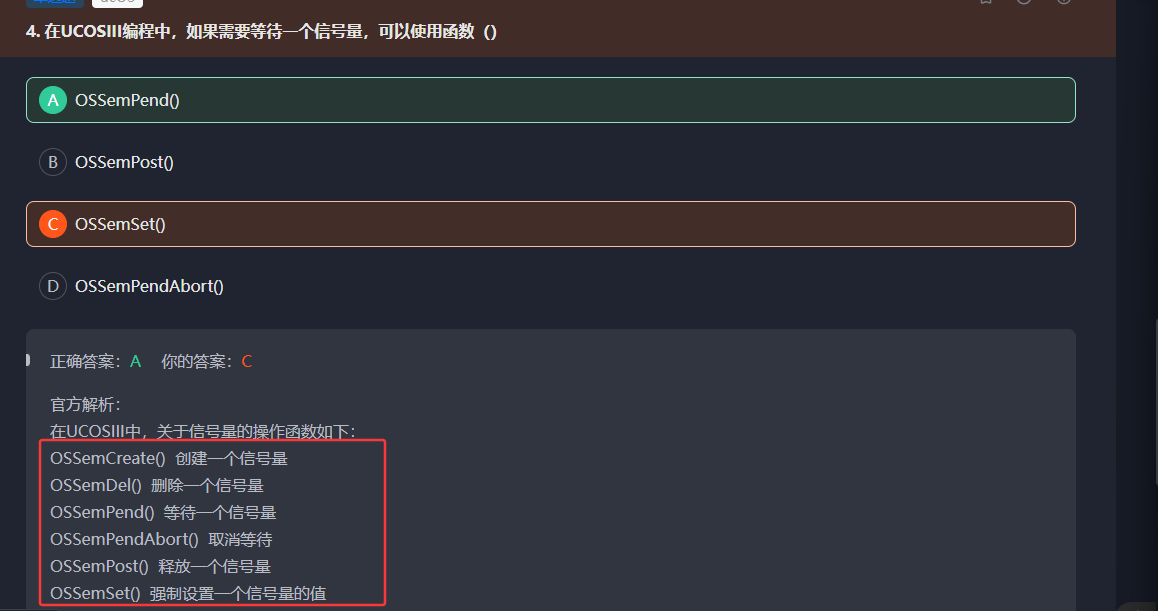 4. 在UCOSIII编程中，如果需要等待一个信号量，可以使用函数（）
A OSSemPend()
B OSSemPost()
C OSSemSet()
D OSSemPendAbort()
正确答案：A 你的答案：C
官方解析：
在UCOSIII中，关于信号量的操作函数如下：
OSSemCreate() 创建一个信号量
OSSemDel() 删除一个信号量
OSSemPend() 等待一个信号量
OSSemPendAbort() 取消等待
OSSemPost() 释放一个信号量
OSSemSet() 强制设置一个信号量的值